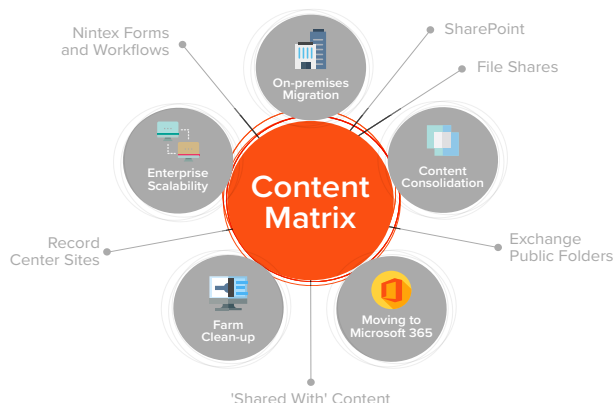 Nintex Forms
and Workflows
SharePoint
File Shares
On-premises
Migration
Enterprise
Scalability
Content
Consolidation
Content
Matrix
Record
Center Sites
Exchange
Public Folders
Farm
Clean-up
Moving to
Microsoft 365
'Shared With' Content